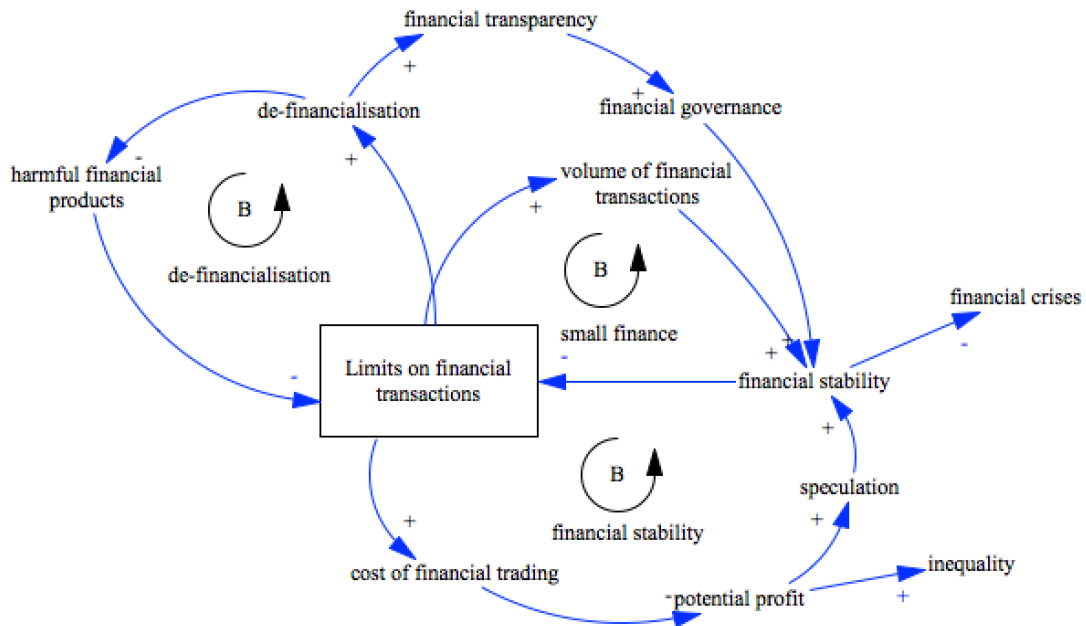 financial transparency
+
de-financialisation
+
financial governance
-
+
harmful financial
products
volume of financial
transactions
+
B
de-financialisation
B
small finance
financial crises
-
-
Limits on financial
transactions
-
+
+
financial stability
+
B
financial stability
speculation
+
+
cost of financial trading
-
potential profit
inequality
+